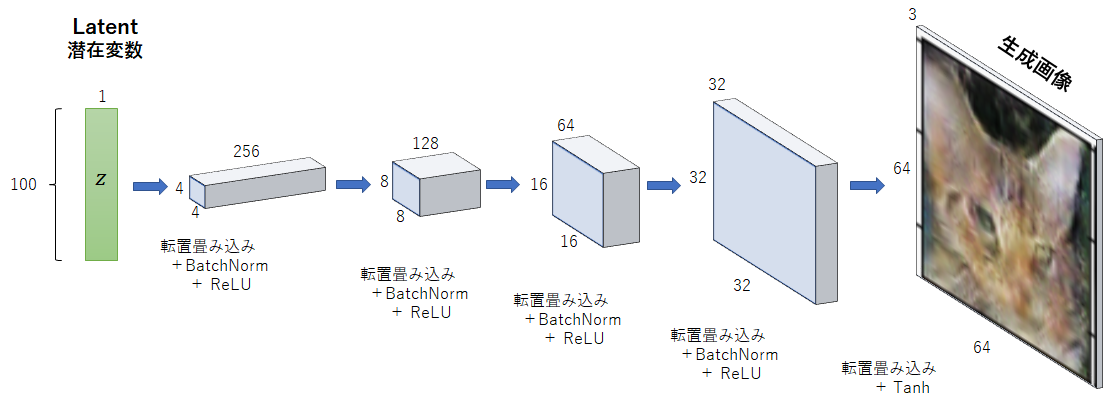 Latent
潜在変数
1
100
z
256
4
4
転置畳み込み
＋BatchNorm
＋ ReLU
128
8
8
転置畳み込み
＋BatchNorm
＋ ReLU
64
16
16
転置畳み込み
＋BatchNorm
＋ ReLU
32
32
32
転置畳み込み
＋BatchNorm
＋ ReLU
3
生成画像
64
64
転置畳み込み
＋ Tanh